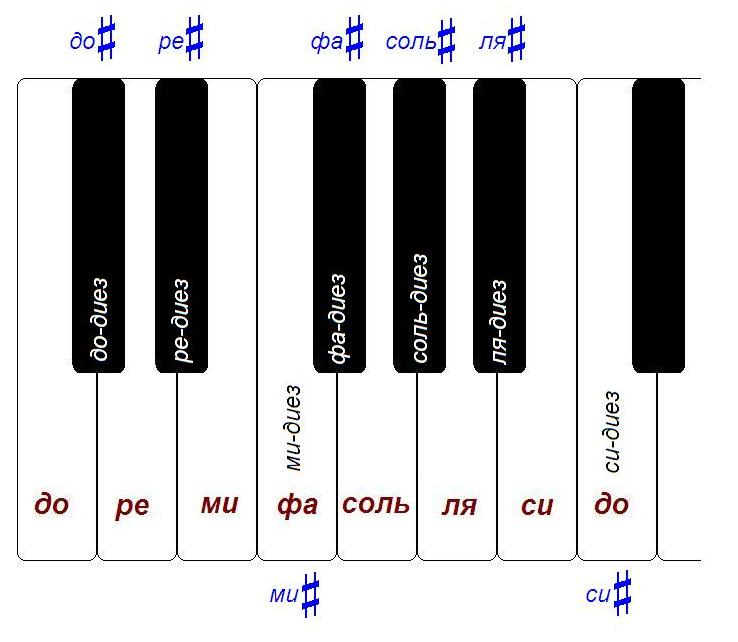 до♯ ре♯ фа♯ соль♯ ля♯
до-диез
ре-диез
фа-диез
соль-диез
ля-диез
ми-диез
си-диез
до ре ми фа соль ля си до
ми♯ си♯